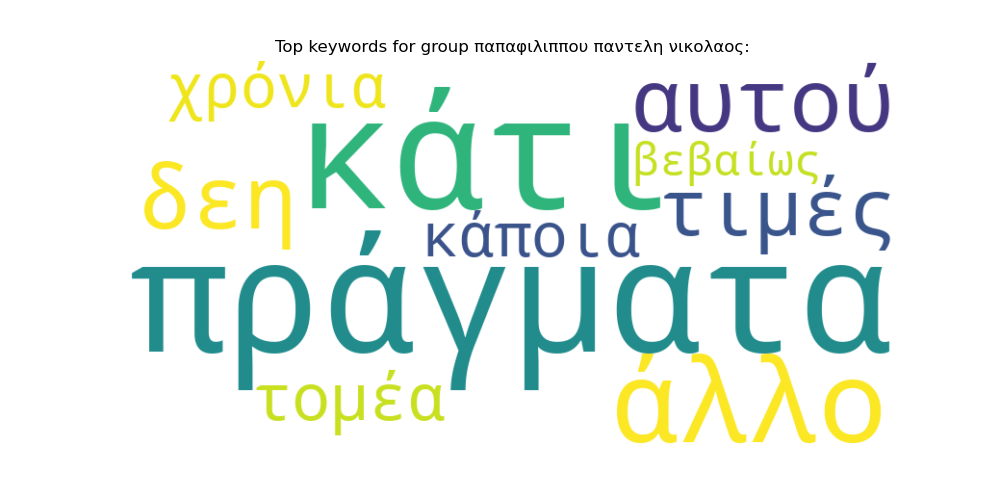 Top keywords for group παπαφιλιππου παντελη νικολαος:
χρόνια
κάτι
αυτού
βεβαίως
δεη
τιμές
κάποια
πράγματα
τομέα
άλλο